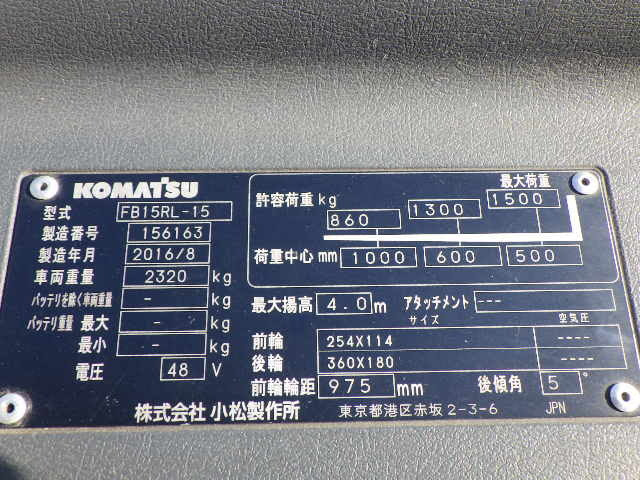 KOMATSU
型式 FB15RL-15
製造番号 156163
製造年月 2016/8
車両重量 2320 kg
バッテリを除く車両重量 - kg
バッテリ重量 最大 - kg
最小 - kg
電圧 48 V
最大荷重
許容荷重 kg 860 1300 1500
荷重中心 mm 1000 600 500
最大揚高 4.0 m アタッチメント ---
サイズ 空気圧
前輪 254X114 ----
後輪 360X180 ----
前輪輪距 975 mm 後傾角 5 °
株式会社 小松製作所 東京都港区赤坂 2-3-6 JPN